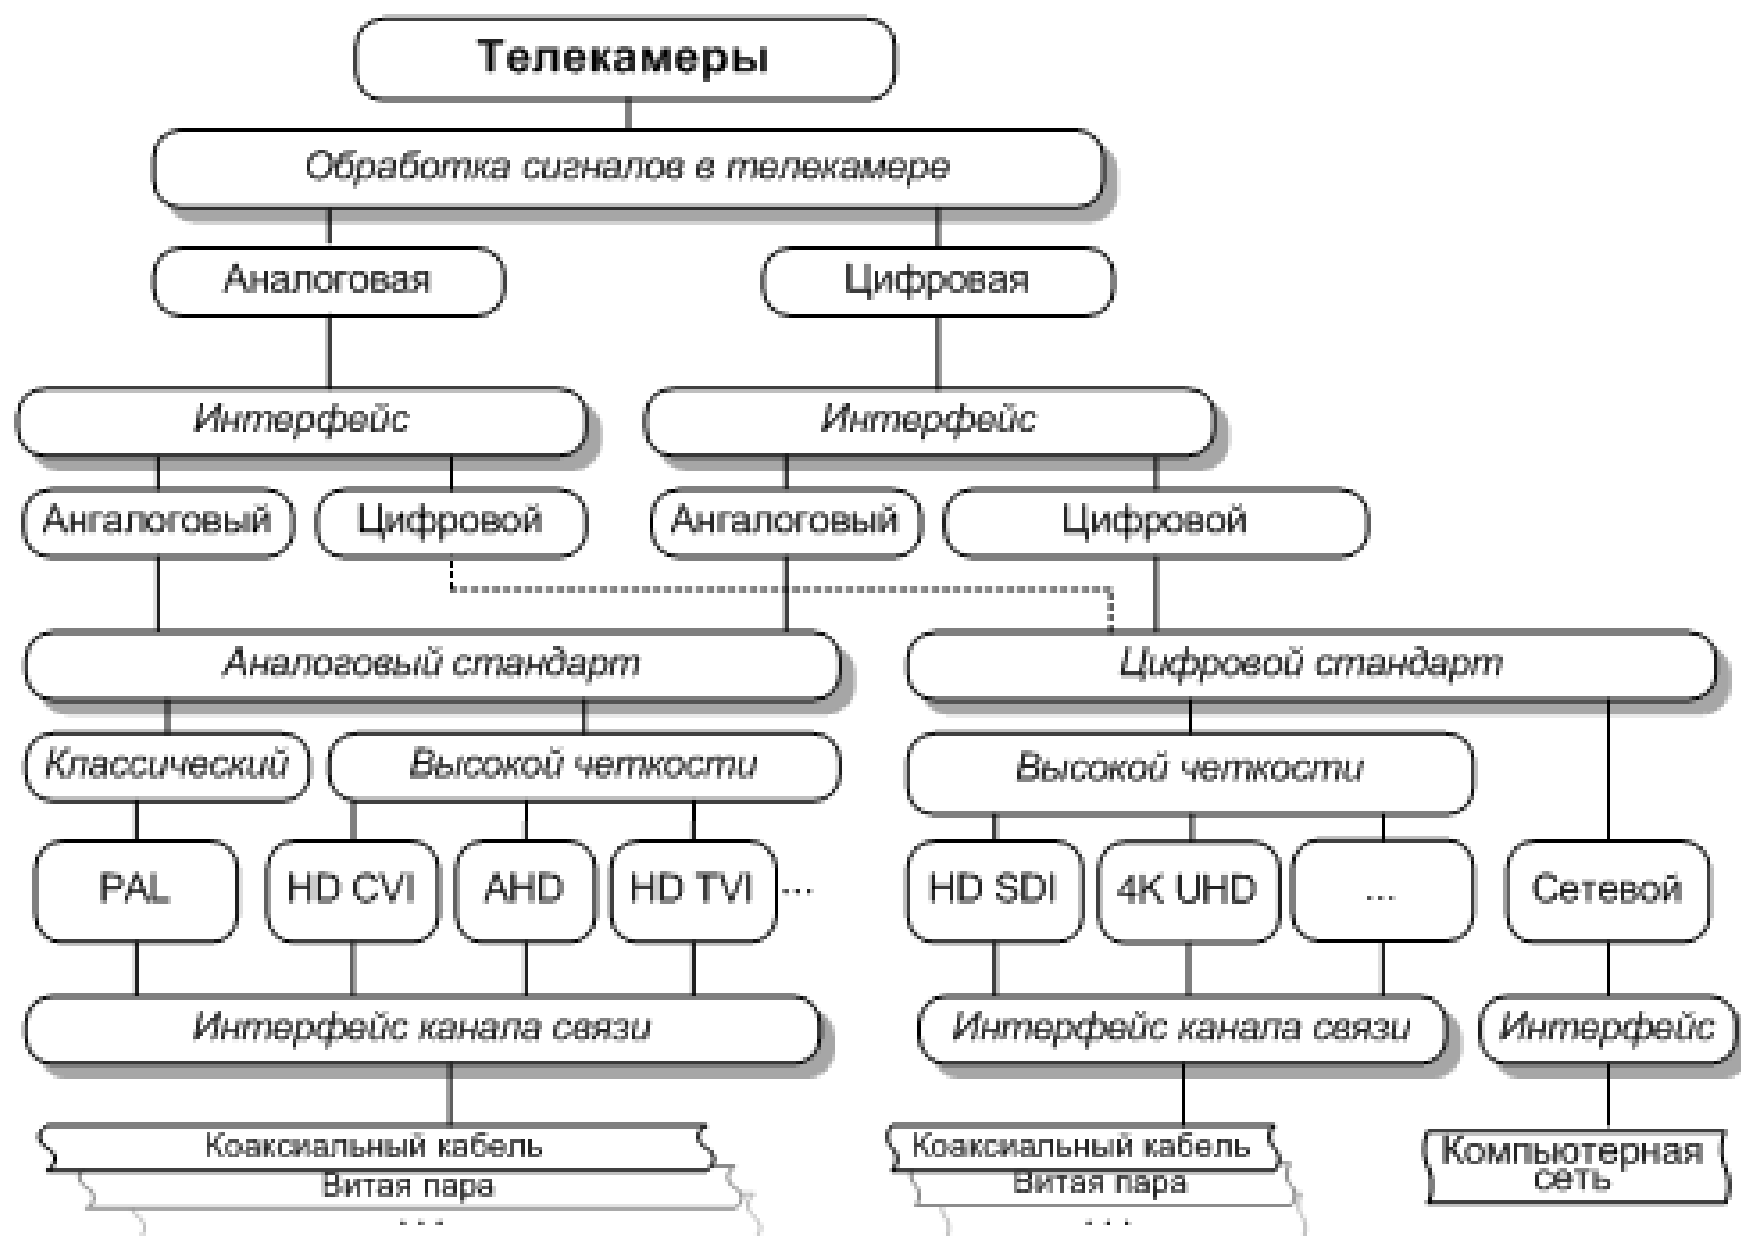 Телекамеры
Обработка сигналов в телекамере
Аналоговая
Цифровая
Интерфейс
Интерфейс
Ангалоговый
Цифровой
Ангалоговый
Цифровой
Аналоговый стандарт
Цифровой стандарт
Классический
Высокой четкости
Высокой четкости
PAL
HD CVI
AHD
HD TVI
...
HD SDI
4K UHD
...
Сетевой
Интерфейс канала связи
Интерфейс канала связи
Интерфейс
Коаксиальный кабель
Витая пара
...
Коаксиальный кабель
Витая пара
...
Компьютерная
сеть